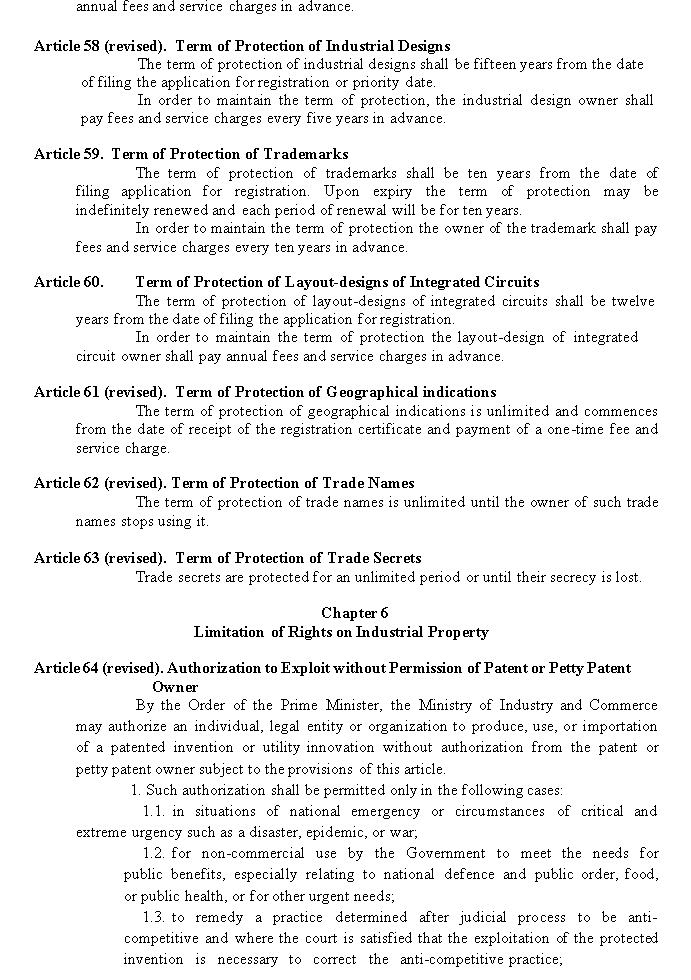 annual fees and service charges in advance.
Article 58 (revised). Term of Protection of Industrial Designs
The term of protection of industrial designs shall be fifteen years from the date
of filing the application for registration or priority date.
In order to maintain the term of protection, the industrial design owner shall
pay fees and service charges every five years in advance.
Article 59. Term of Protection of Trademarks
The term of protection of trademarks shall be ten years from the date of
filing application for registration. Upon expiry the term of protection may be
indefinitely renewed and each period of renewal will be for ten years.
In order to maintain the term of protection the owner of the trademark shall pay
fees and service charges every ten years in advance.
Article 60. Term of Protection of Layout-designs of Integrated Circuits
The term of protection of layout-designs of integrated circuits shall be twelve
years from the date of filing the application for registration.
In order to maintain the term of protection the layout-design of integrated
circuit owner shall pay annual fees and service charges in advance.
Article 61 (revised). Term of Protection of Geographical indications
The term of protection of geographical indications is unlimited and commences
from the date of receipt of the registration certificate and payment of a one-time fee and
service charge.
Article 62 (revised). Term of Protection of Trade Names
The term of protection of trade names is unlimited until the owner of such trade
names stops using it.
Article 63 (revised). Term of Protection of Trade Secrets
Trade secrets are protected for an unlimited period or until their secrecy is lost.
Chapter 6
Limitation of Rights on Industrial Property
Article 64 (revised). Authorization to Exploit without Permission of Patent or Petty Patent
Owner
By the Order of the Prime Minister, the Ministry of Industry and Commerce
may authorize an individual, legal entity or organization to produce, use, or importation
of a patented invention or utility innovation without authorization from the patent or
petty patent owner subject to the provisions of this article.
1. Such authorization shall be permitted only in the following cases:
1.1. in situations of national emergency or circumstances of critical and
extreme urgency such as a disaster, epidemic, or war;
1.2. for non-commercial use by the Government to meet the needs for
public benefits, especially relating to national defence and public order, food,
or public health, or for other urgent needs;
1.3. to remedy a practice determined after judicial process to be anti-
competitive and where the court is satisfied that the exploitation of the protected
invention is necessary to correct the anti-competitive practice;